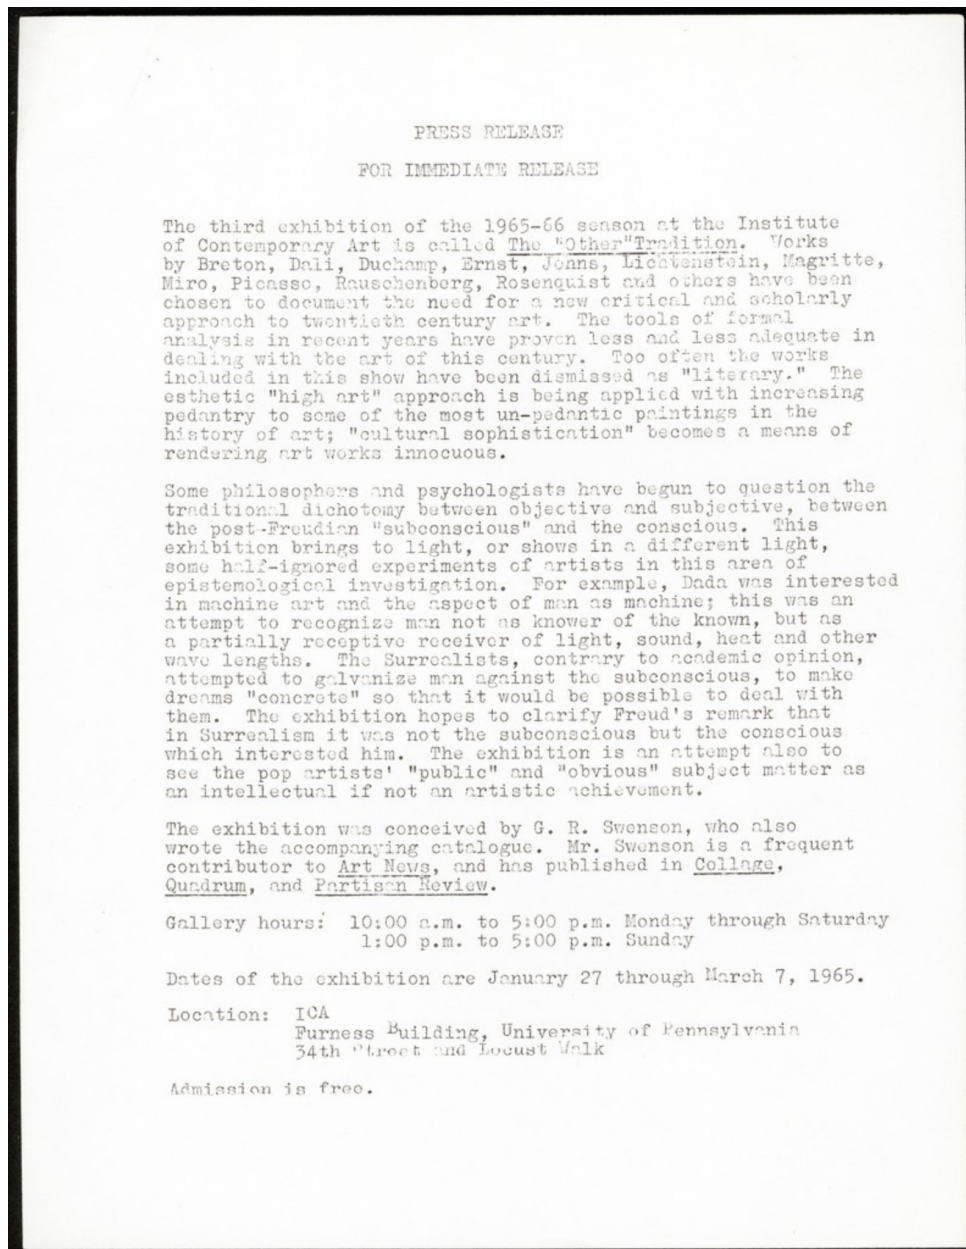 PRESS RELEASE
FOR IMMEDIATE RELEASE
The third exhibition of the 1965-66 season at the Institute
of Contemporary Art is called The "Other"Tradition. Works
by Breton, Dali, Duchamp, Ernst, Johns, Lichtenstein, Magritte,
Miro, Picasso, Rauschenberg, Rosenquist and others have been
chosen to document the need for a new critical and scholarly
approach to twentieth century art. The tools of formal
analysis in recent years have proven less and less adequate in
dealing with the art of this century. Too often the works
included in this show have been dismissed as "literary." The
esthetic "high art" approach is being applied with increasing
pedantry to some of the most un-pedantic paintings in the
history of art; "cultural sophistication" becomes a means of
rendering art works innocuous.
Some philosophers and psychologists have begun to question the
traditional dichotomy between objective and subjective, between
the post-Freudian "subconscious" and the conscious. This
exhibition brings to light, or shows in a different light,
some half-ignored experiments of artists in this area of
epistemological investigation. For example, Dada was interested
in machine art and the aspect of man as machine; this was an
attempt to recognize man not as knower of the known, but as
a partially receptive receiver of light, sound, heat and other
wave lengths. The Surrealists, contrary to academic opinion,
attempted to galvanize man against the subconscious, to make
dreams "concrete" so that it would be possible to deal with
them. The exhibition hopes to clarify Freud's remark that
in Surrealism it was not the subconscious but the conscious
which interested him. The exhibition is an attempt also to
see the pop artists' "public" and "obvious" subject matter as
an intellectual if not an artistic achievement.
The exhibition was conceived by G. R. Swenson, who also
wrote the accompanying catalogue. Mr. Swenson is a frequent
contributor to Art News, and has published in Collage,
Quadrum, and Partisan Review.
Gallery hours: 10:00 a.m. to 5:00 p.m. Monday through Saturday
1:00 p.m. to 5:00 p.m. Sunday
Dates of the exhibition are January 27 through March 7, 1965.
Location: ICA
Furness Building, University of Pennsylvania
34th Street and Locust Walk
Admission is free.